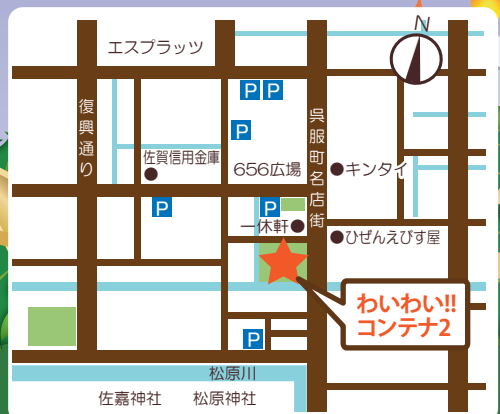 N
エスプラッツ
P P
復興通り
P
呉服町名店街
佐賀信用金庫
656広場
キンタイ
P
P
一休軒
ひぜんえびす屋
わいわい!!
コンテナ2
P
松原川
佐嘉神社
松原神社